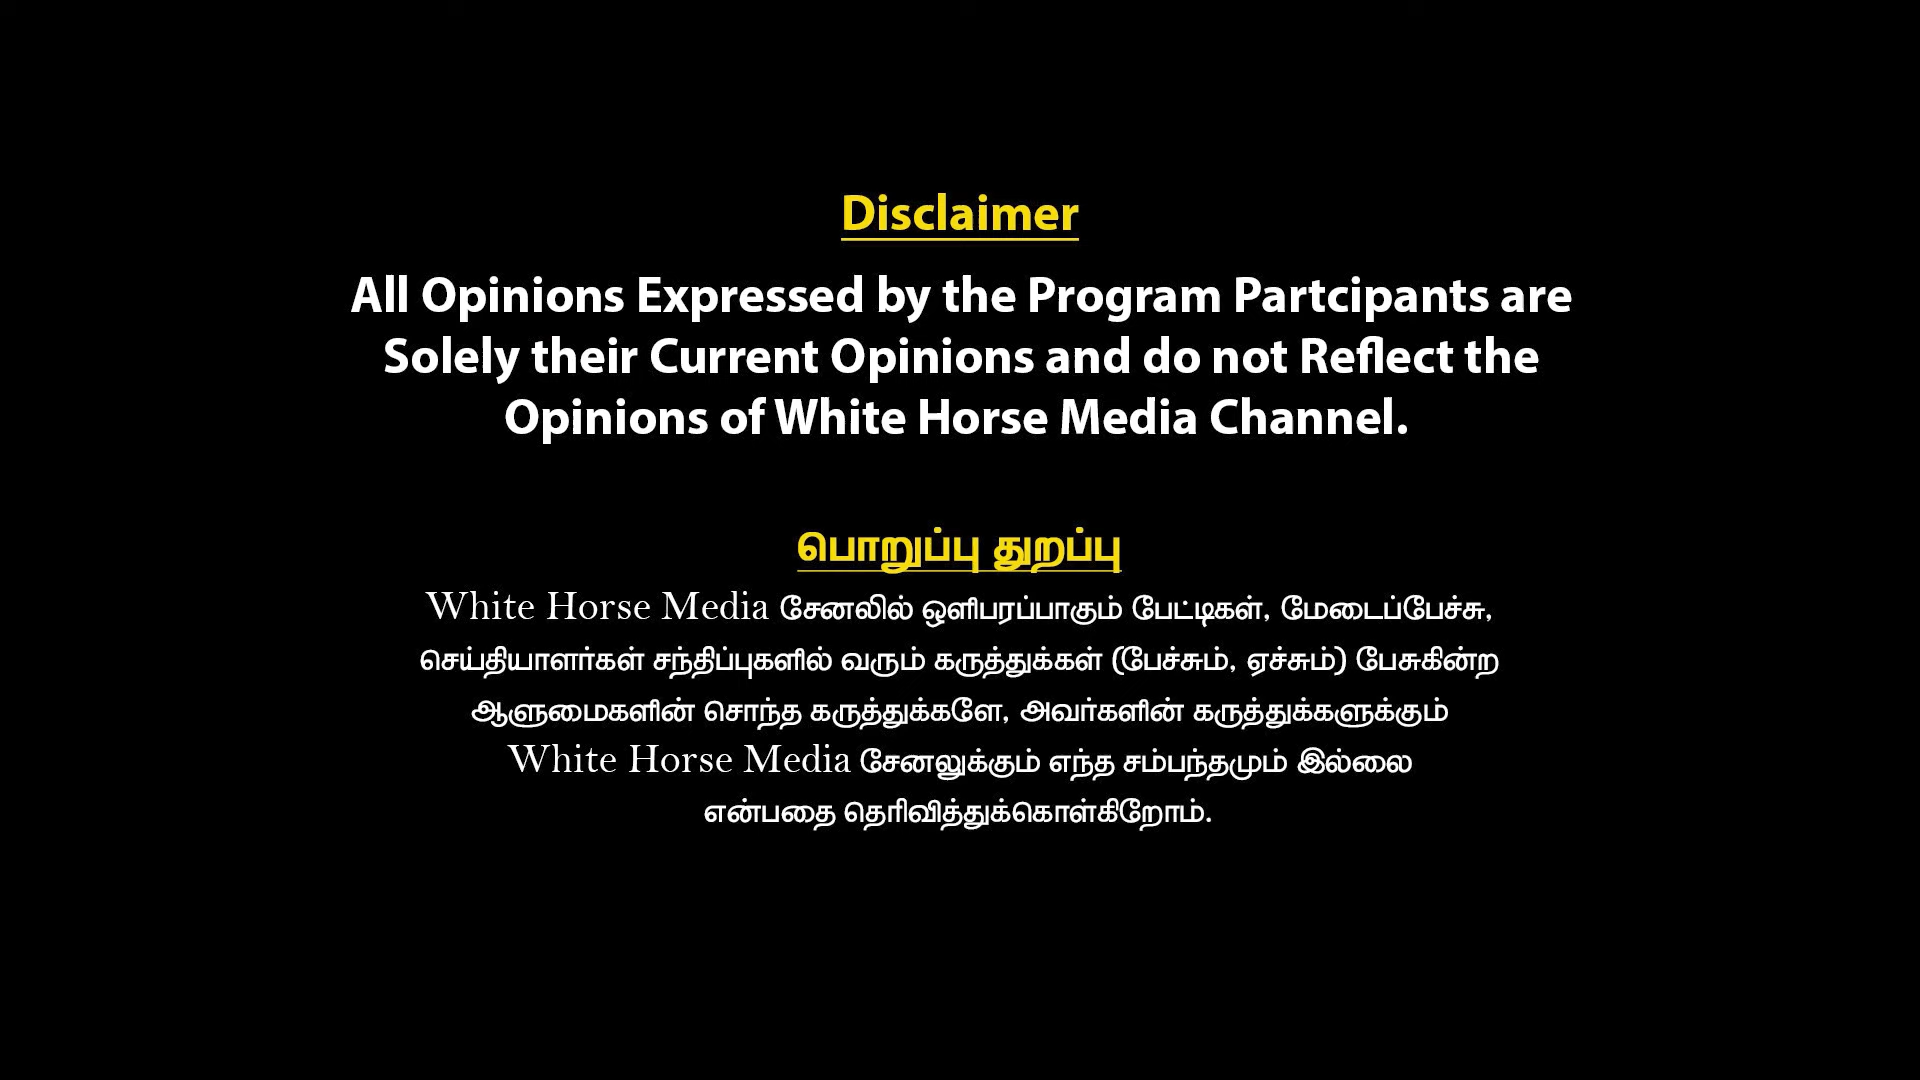 Disclaimer
All Opinions Expressed by the Program Partcipants are
Solely their Current Opinions and do not Reflect the
Opinions of White Horse Media Channel.
பொறுப்பு துறப்பு
White Horse Media சேனலில் ஒளிபரப்பாகும் பேட்டிகள், மேடைப்பேச்சு,
செய்தியாளர்கள் சந்திப்புகளில் வரும் கருத்துக்கள் (பேச்சும், ஏச்சும்) பேசுகின்ற
ஆளுமைகளின் சொந்த கருத்துக்களே, அவர்களின் கருத்துக்களுக்கும்
White Horse Media சேனலுக்கும் எந்த சம்பந்தமும் இல்லை
என்பதை தெரிவித்துக்கொள்கிறோம்.